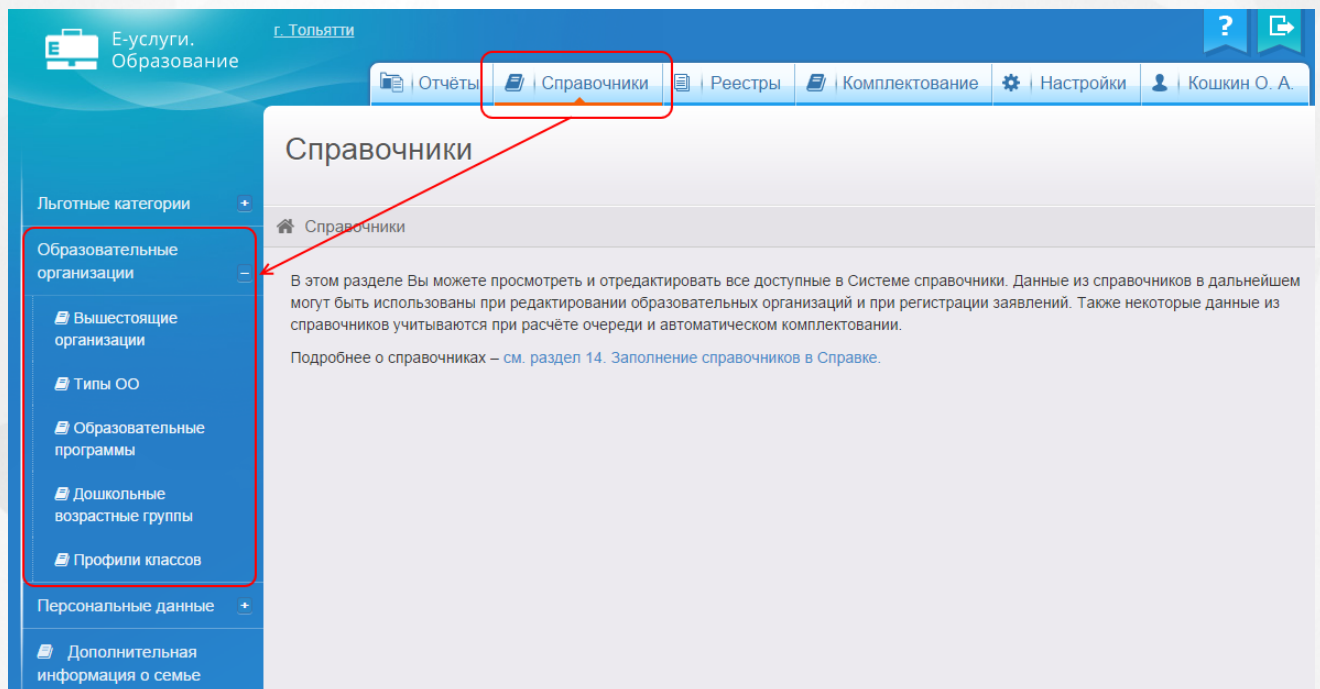 Е-услуги.
Образование
г. Тольятти
?
Отчёты
Справочники
Реестры
Комплектование
Настройки
Кошкин О. А.
Справочники
Справочники
В этом разделе Вы можете просмотреть и отредактировать все доступные в Системе справочники. Данные из справочников в дальнейшем
могут быть использованы при редактировании образовательных организаций и при регистрации заявлений. Также некоторые данные из
справочников учитываются при расчёте очереди и автоматическом комплектовании.
Подробнее о справочниках – см. раздел 14. Заполнение справочников в Справке.
Льготные категории
Образовательные
организации
Вышестоящие
организации
Типы ОО
Образовательные
программы
Дошкольные
возрастные группы
Профили классов
Персональные данные
Дополнительная
информация о семье